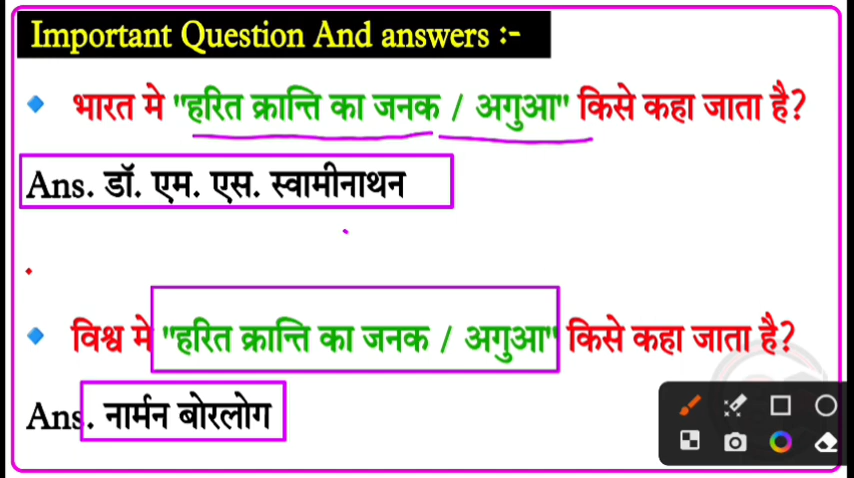 Important Question And answers :-
भारत मे "हरित क्रान्ति का जनक / अगुआ" किसे कहा जाता है?
Ans. डॉ. एम. एस. स्वामीनाथन
विश्व मे "हरित क्रान्ति का जनक / अगुआ" किसे कहा जाता है?
Ans. नार्मन बोरलोग